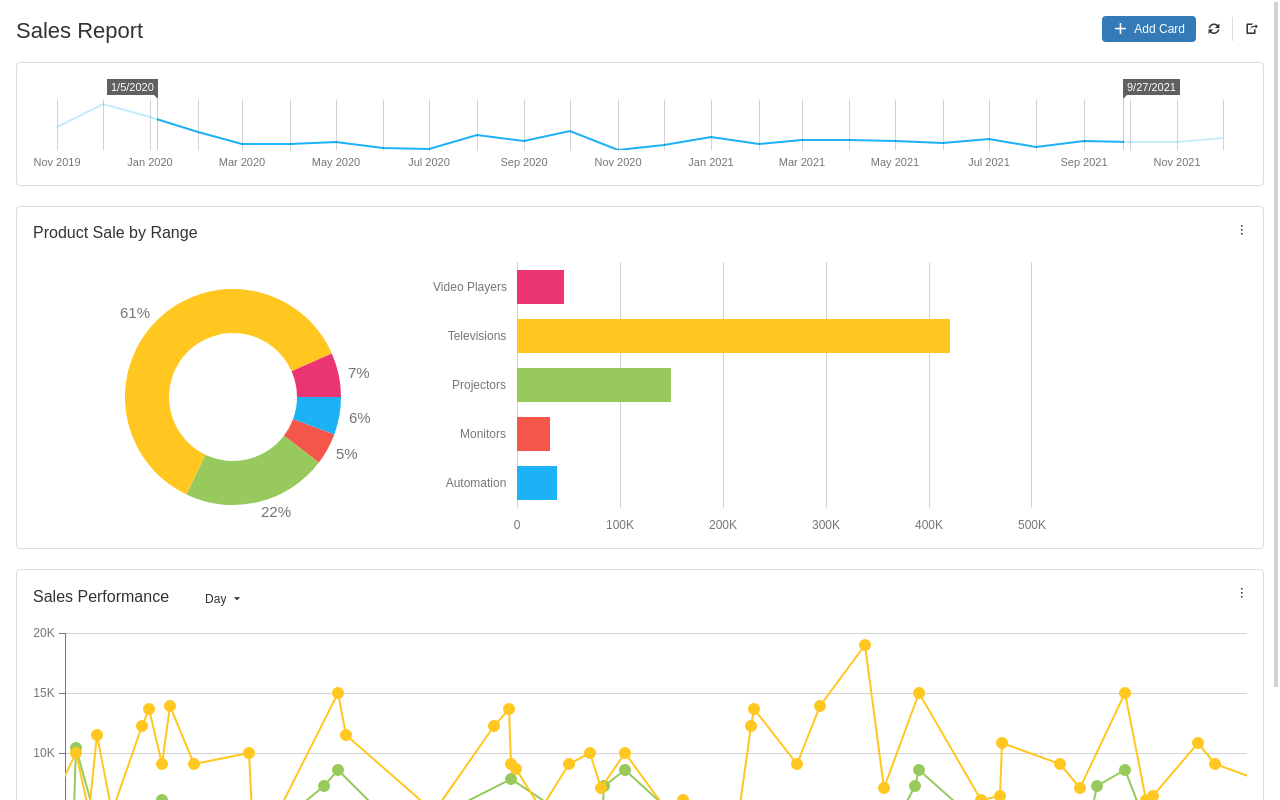 Sales Report
Add Card
1/5/2020
9/27/2021
Nov 2019 Jan 2020 Mar 2020 May 2020 Jul 2020 Sep 2020 Nov 2020 Jan 2021 Mar 2021 May 2021 Jul 2021 Sep 2021 Nov 2021
Product Sale by Range
61%
7%
6%
5%
22%
Video Players
Televisions
Projectors
Monitors
Automation
0 100K 200K 300K 400K 500K
Sales Performance Day
20K
15K
10K